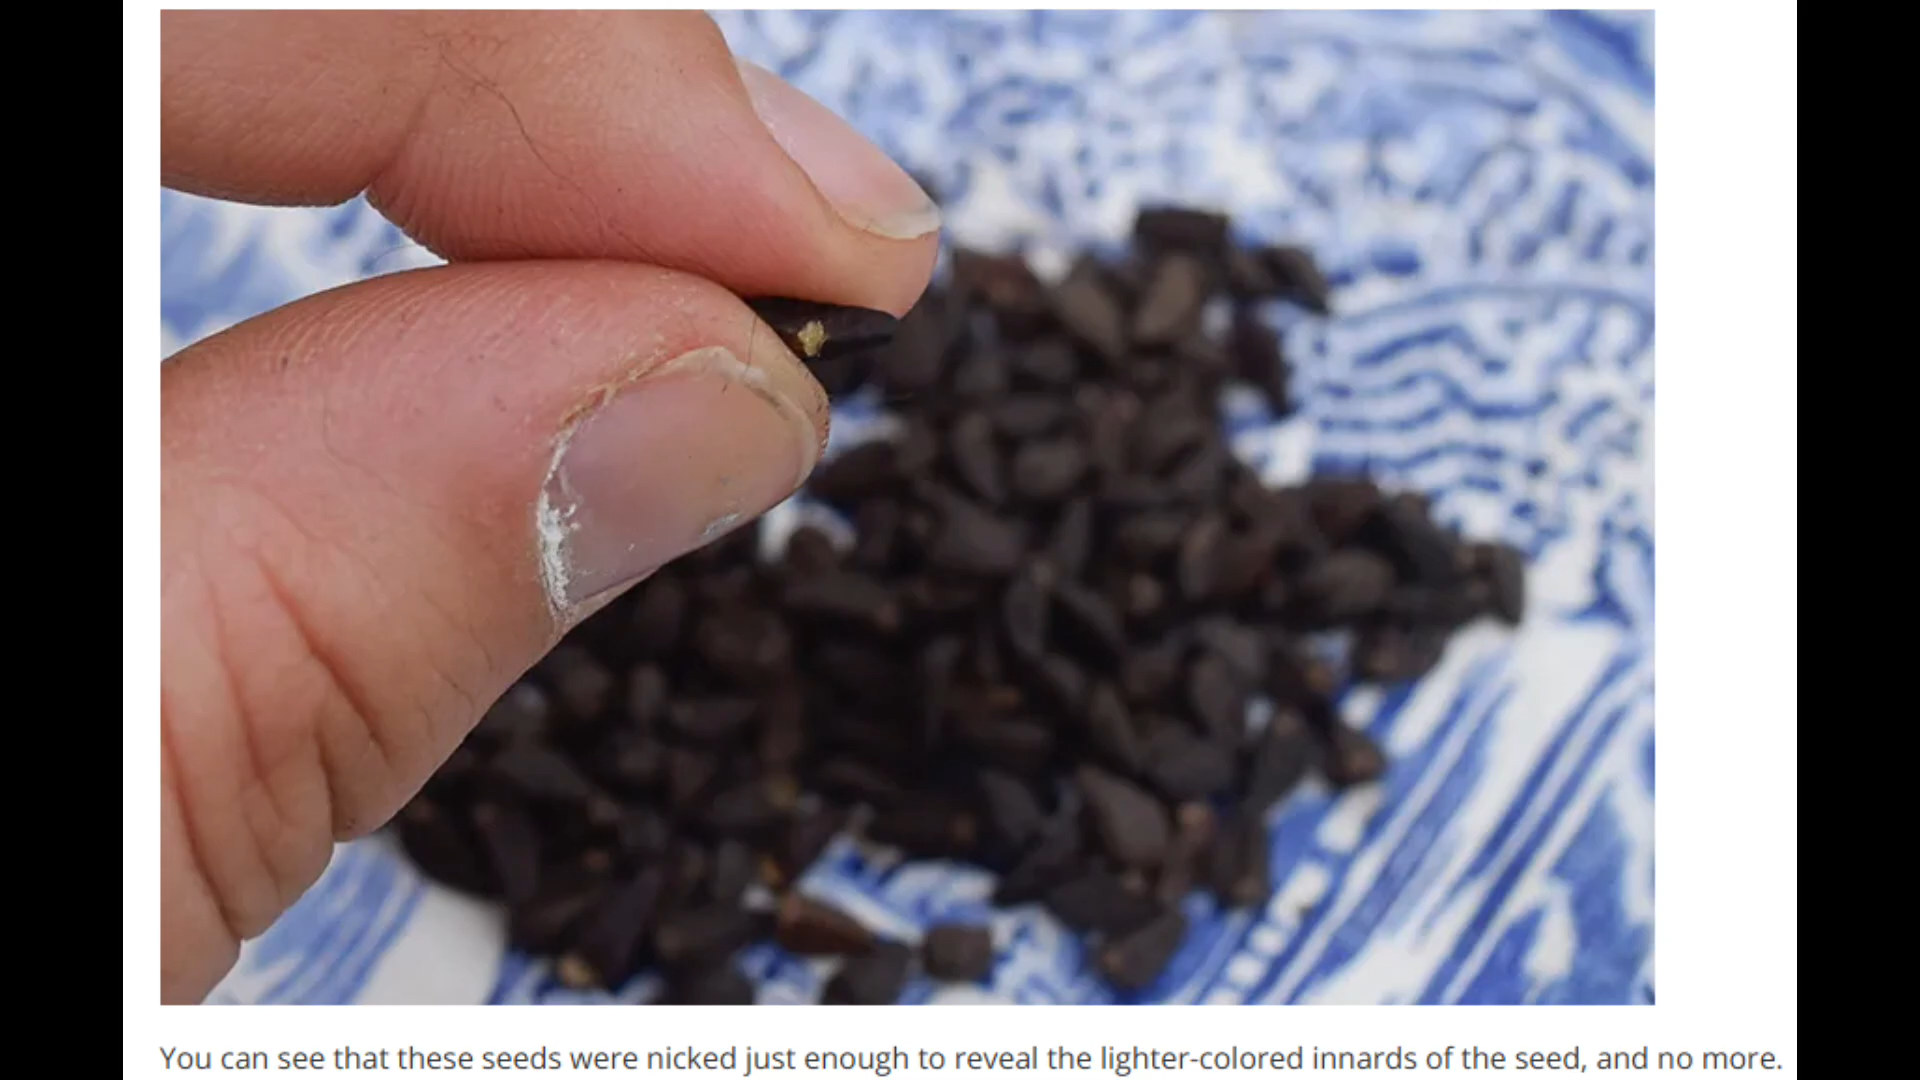 You can see that these seeds were nicked just enough to reveal the lighter-colored innards of the seed, and no more.